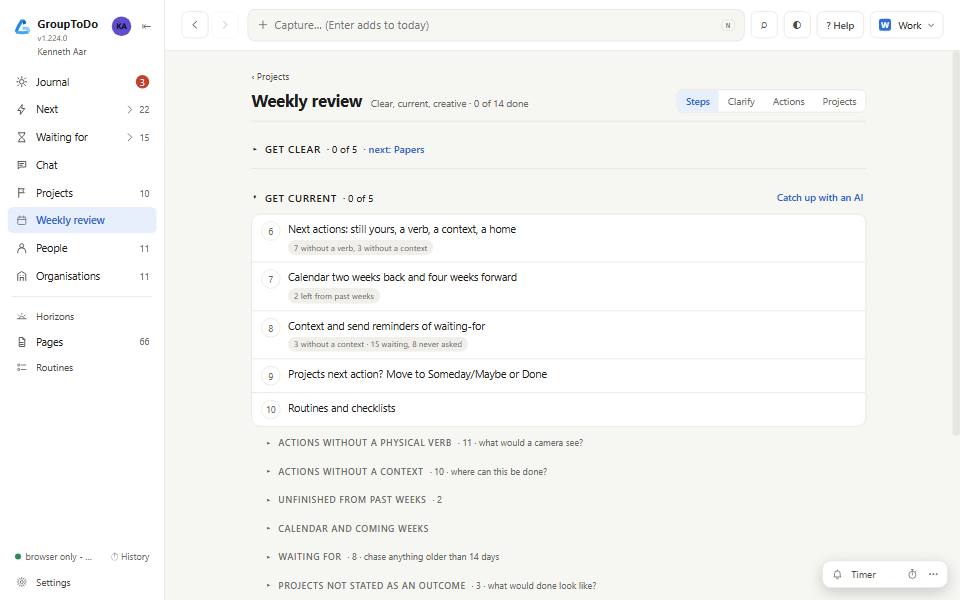 GroupToDo
v1.224.0
Kenneth Aar
KA
Journal 3
Next 22
Waiting for 15
Chat
Projects 10
Weekly review
People 11
Organisations 11
Horizons
Pages 66
Routines
browser only - ...
History
Settings
+ Capture... (Enter adds to today) N
? Help
W Work
‹ Projects
Weekly review Clear, current, creative · 0 of 14 done
Steps Clarify Actions Projects
GET CLEAR · 0 of 5 · next: Papers
GET CURRENT · 0 of 5
Catch up with an AI
6 Next actions: still yours, a verb, a context, a home
7 without a verb, 3 without a context
7 Calendar two weeks back and four weeks forward
2 left from past weeks
8 Context and send reminders of waiting-for
3 without a context · 15 waiting, 8 never asked
9 Projects next action? Move to Someday/Maybe or Done
10 Routines and checklists
ACTIONS WITHOUT A PHYSICAL VERB · 11 · what would a camera see?
ACTIONS WITHOUT A CONTEXT · 10 · where can this be done?
UNFINISHED FROM PAST WEEKS · 2
CALENDAR AND COMING WEEKS
WAITING FOR · 8 · chase anything older than 14 days
PROJECTS NOT STATED AS AN OUTCOME · 3 · what would done look like?
Timer